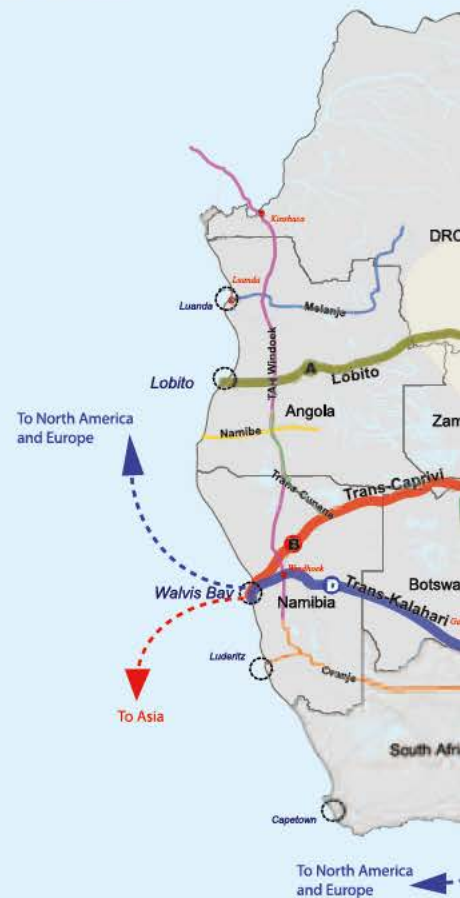 Kinshasa
DRC
Luanda
Luanda
Malanje
TAH Windoek
A
Lobito
Lobito
Angola
To North America
and Europe
Namibe
Zam
Trans-Cunene
Trans-Caprivi
B
Windhoek
Walvis Bay
D
Trans-Kalahari
Botswa
Namibia
Ga
Luderitz
Oranje
To Asia
South Afri
Capetown
To North America
and Europe